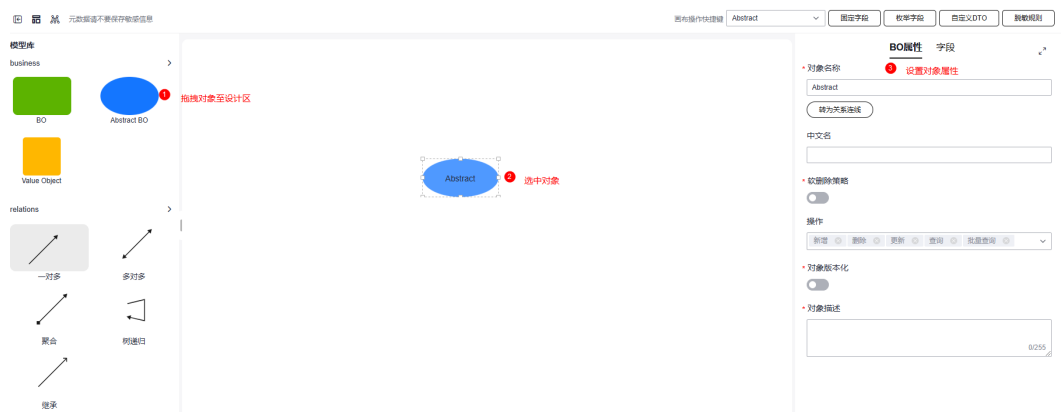 元数据请不要保存敏感信息
画布操作快捷键
Abstract
固定字段
枚举字段
自定义DTO
脱敏规则
模型库
business
BO
Abstract BO
1
拖拽对象至设计区
Value Object
relations
一对多
多对多
聚合
树递归
继承
Abstract
2
选中对象
BO属性
字段
* 对象名称
3
设置对象属性
Abstract
转为关系连线
中文名
* 软删除策略
操作
新增
删除
更新
查询
批量查询
* 对象版本化
* 对象描述
0/255